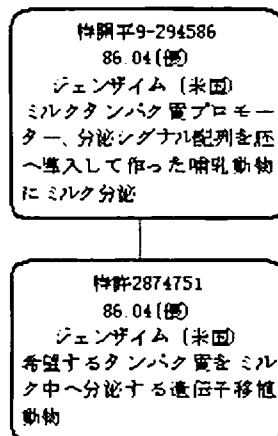 特開平9-294586
86.04(優)
ジェンザイム (米国)
ミルクタンパク質プロモー
ター、分泌シグナル配列を胚
へ導入して作った哺乳動物
にミルク分泌
特許2874751
86.04(優)
ジェンザイム (米国)
希望するタンパク質をミル
ク中へ分泌する遺伝子移植
動物